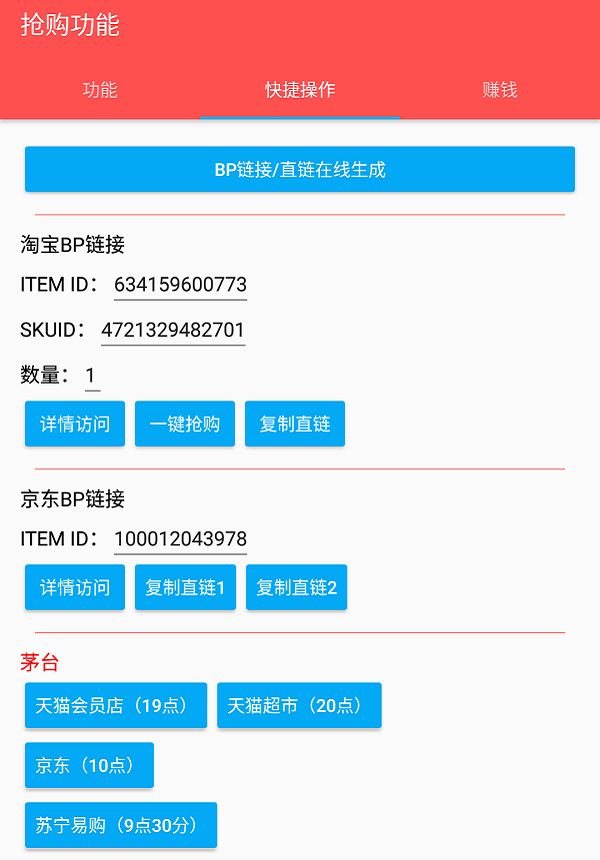 抢购功能
功能 快捷操作 赚钱
BP链接/直链在线生成
淘宝BP链接
ITEM ID： 634159600773
SKUID： 4721329482701
数量： 1
详情访问 一键抢购 复制直链
京东BP链接
ITEM ID： 100012043978
详情访问 复制直链1 复制直链2
茅台
天猫会员店（19点） 天猫超市（20点）
京东（10点）
苏宁易购（9点30分）